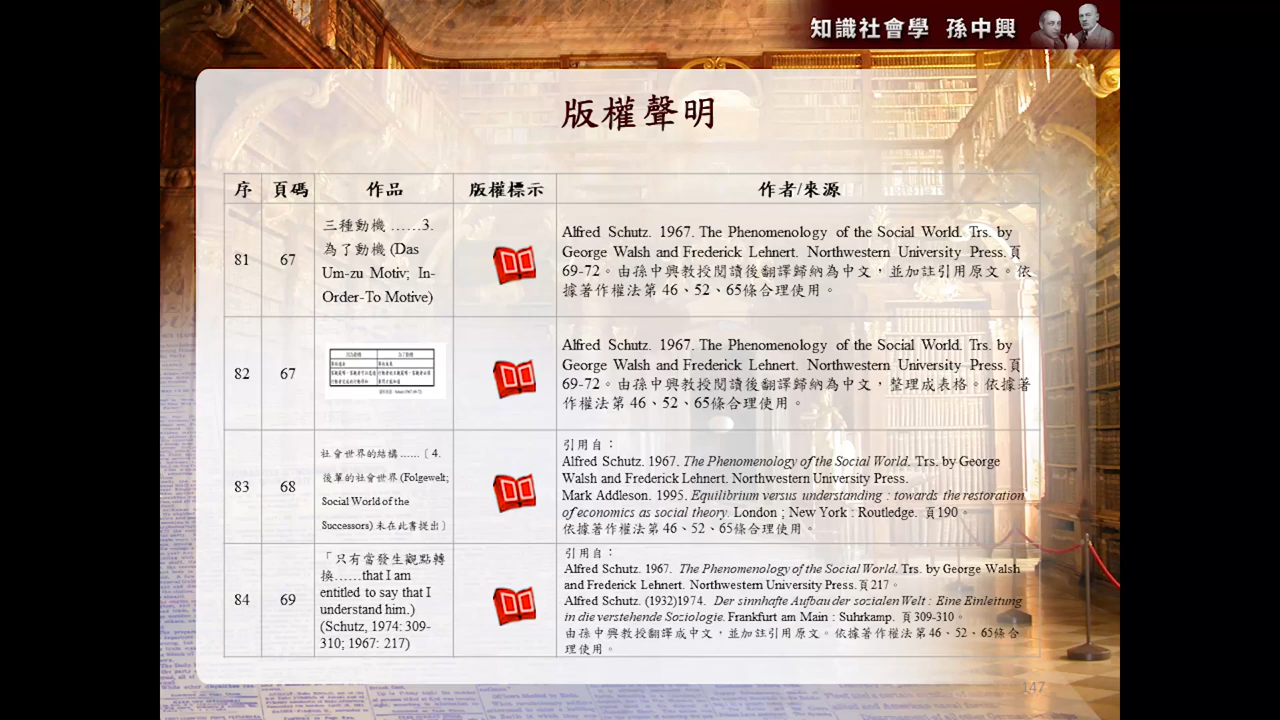 知識社會學 孫中興
版權聲明
序 頁碼 作品 版權標示 作者/來源
81 67
三種動機 ……3.
為了動機 (Das
Um-zu Motiv; In-
Order-To Motive)
Alfred Schutz. 1967. The Phenomenology of the Social World. Trs. by
George Walsh and Frederick Lehnert. Northwestern University Press.頁
69-72。由孫中興教授閱讀後翻譯歸納為中文，並加註引用原文。依
據著作權法第 46、52、65條合理使用。
82 67
Alfred Schutz. 1967. The Phenomenology of the Social World. Trs. by
George Walsh and Frederick Lehnert. Northwestern University Press.頁
69-72。由孫中興教授閱讀後翻譯歸納為中文，整理成表格。依據著
作權法第 46、52、65條合理使用
83 68
社會世界的結構 ……〔4.
後來的社會世界 (Folgewelt;
World of the
Successors) 未在此書提出〕
引用自：
Alfred Schutz. 1967. The Phenomenology of the Social World. Trs. by George
Walsh and Frederick Lehnert. Northwestern University Press.
Mark Addleson. 1995. Equilibrium versus understanding : towards the restoration
of economics as social theory. London ; New York : Routledge. 頁190。
依據著作權法第 46、52、65條合理使用
84 69
「 有當發生觀點
that I am
entitled to say that I
understand him.)
(Schutz, 1974: 309-
310; 1967: 217)
引用自：
Alfred Schutz. 1967. The Phenomenology of the Social World. Trs. by George Walsh
and Frederick Lehnert. Northwestern University Press. 頁217。
Alfred Schutz. (1932)1974. Der sinnhafte Aufbau der sozialen Welt : Eine Einleitung
in die verstehende Soziologie. Frankfurt am Main : Suhrkamp. 頁309-310。
由孫中興教授翻譯成中文，並加註引用原文。依據著作權法第46、52、65條合
理使用。
147